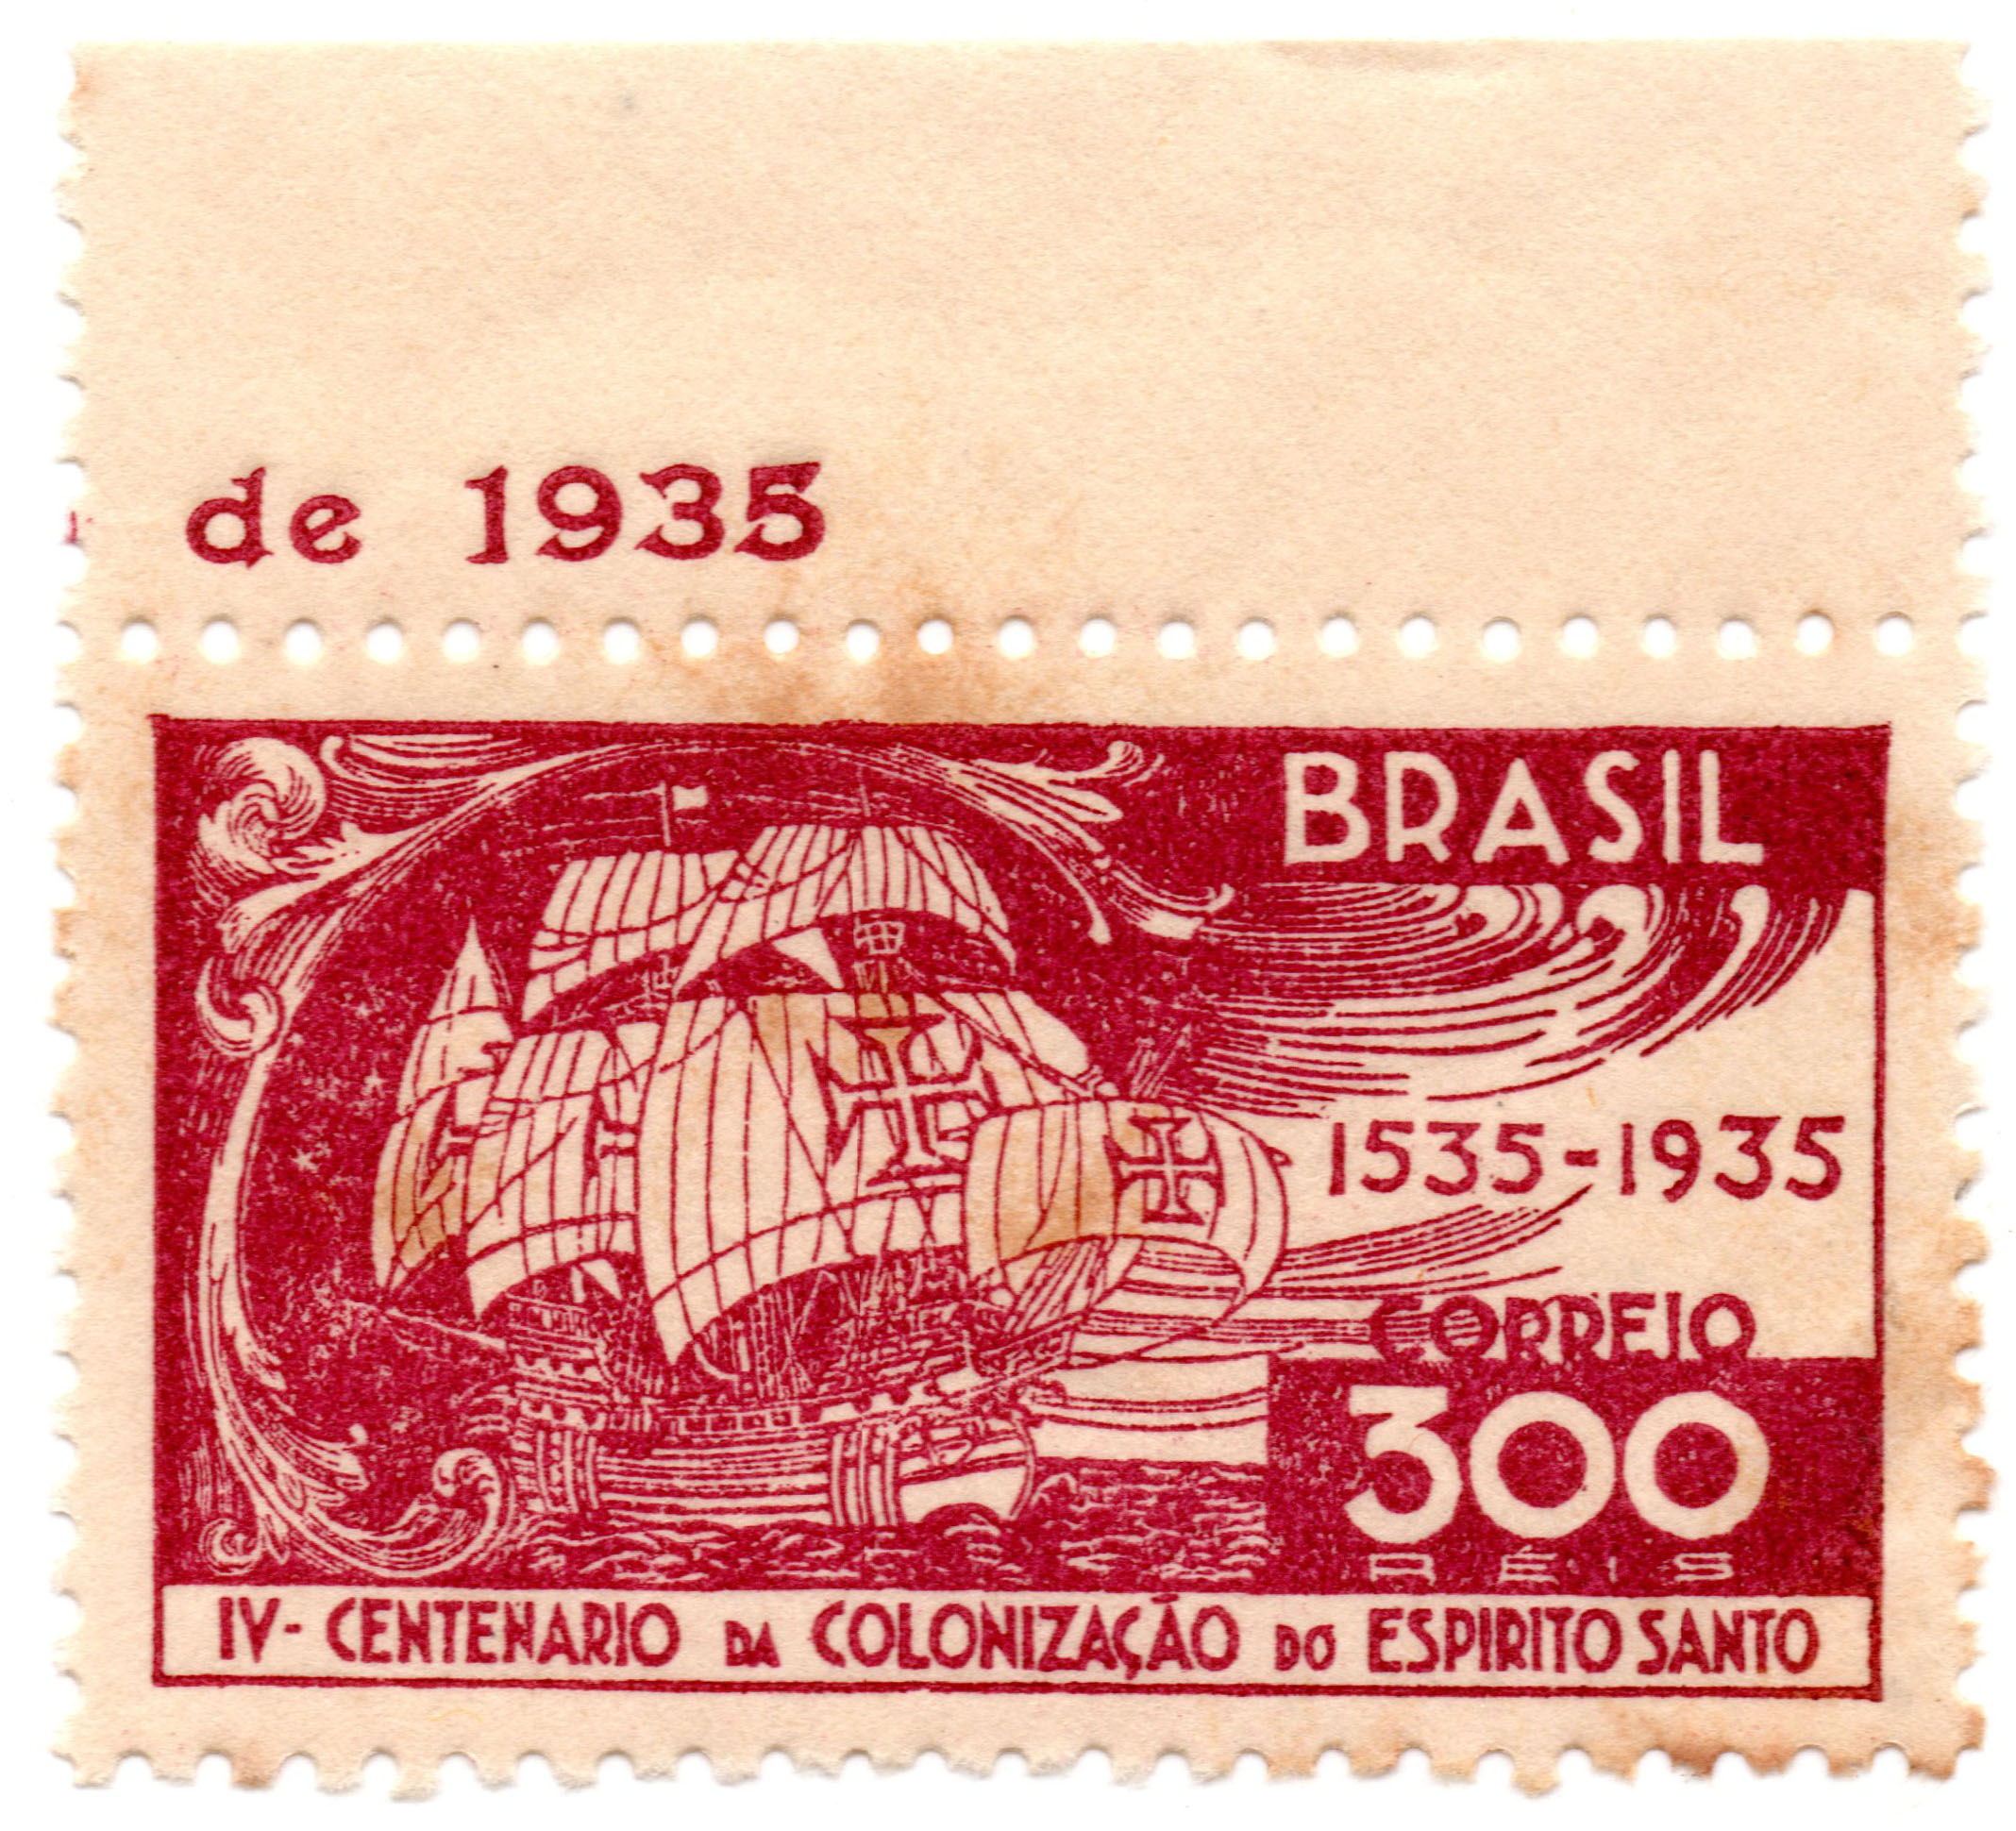 de 1935
BRASIL
1535-1935
CORREIO
300
RÉIS
IV- CENTENARIO DA COLONIZAÇÃO DO ESPIRITO SANTO